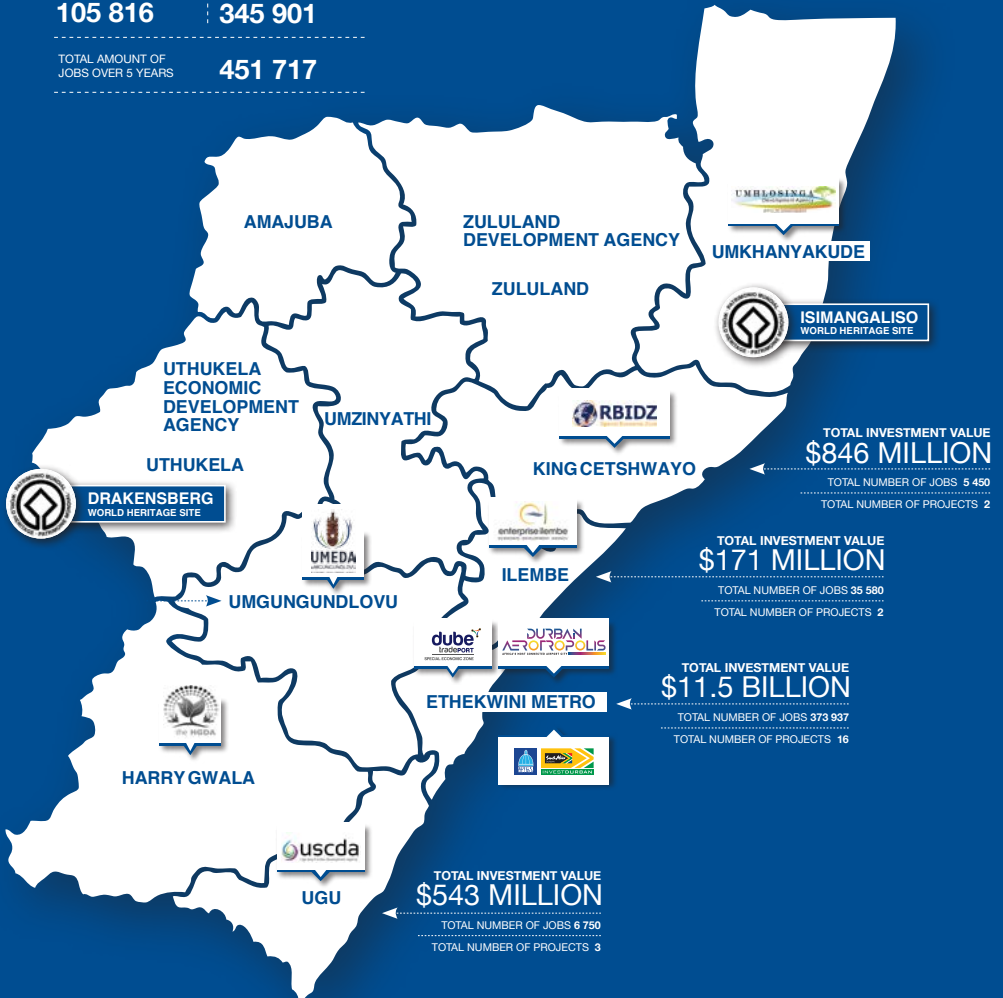 105 816 345 901
TOTAL AMOUNT OF
JOBS OVER 5 YEARS 451 717
AMAJUBA
ZULULAND
DEVELOPMENT AGENCY
ZULULAND
UMHLOSINGA
Development Agency
UMKHANYAKUDE
ISIMANGALISO
WORLD HERITAGE SITE
UTHUKELA
ECONOMIC
DEVELOPMENT
AGENCY
UTHUKELA
UMZINYATHI
RBIDZ
KING CETSHWAYO
TOTAL INVESTMENT VALUE
$846 MILLION
TOTAL NUMBER OF JOBS 5 450
TOTAL NUMBER OF PROJECTS 2
DRAKENSBERG
WORLD HERITAGE SITE
UMEDA
UMGUNGUNDLOVU
enterprise ilembe
ILEMBE
TOTAL INVESTMENT VALUE
$171 MILLION
TOTAL NUMBER OF JOBS 35 580
TOTAL NUMBER OF PROJECTS 2
dube
tradePORT
SPECIAL ECONOMIC ZONE
DURBAN
AEROTROPOLIS
ETHEKWINI METRO
TOTAL INVESTMENT VALUE
$11.5 BILLION
TOTAL NUMBER OF JOBS 373 937
TOTAL NUMBER OF PROJECTS 16
INVESTDURBAN
the HGDA
HARRY GWALA
uscda
UGU
TOTAL INVESTMENT VALUE
$543 MILLION
TOTAL NUMBER OF JOBS 6 750
TOTAL NUMBER OF PROJECTS 3